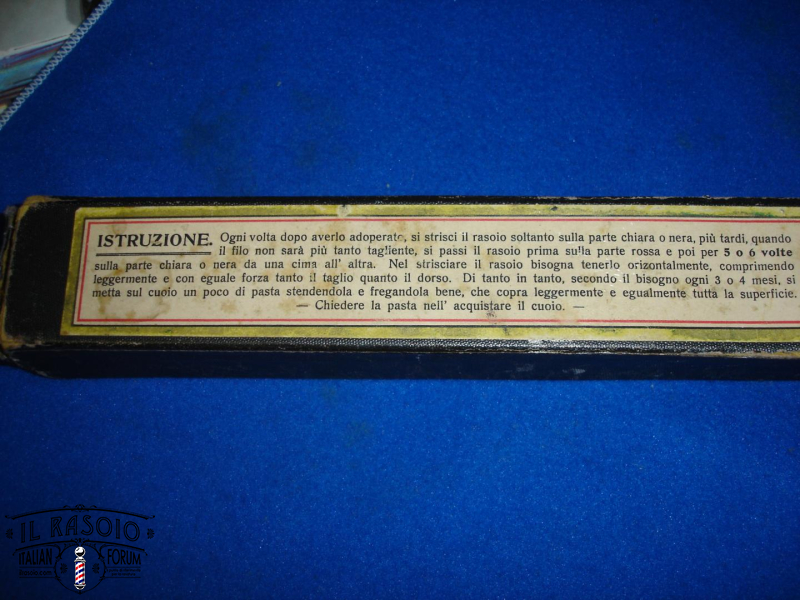 ISTRUZIONE. Ogni volta dopo averlo adoperato, si strisci il rasoio soltanto sulla parte chiara o nera, più tardi, quando
il filo non sarà più tanto tagliente, si passi il rasoio prima sulla parte rossa e poi per 5 o 6 volte
sulla parte chiara o nera da una cima all' altra. Nel strisciare il rasoio bisogna tenerlo orizontalmente, comprimendo
leggermente e con eguale forza tanto il taglio quanto il dorso. Di tanto in tanto, secondo il bisogno ogni 3 o 4 mesi, si
metta sul cuoio un poco di pasta stendendola e fregandola bene, che copra leggermente e egualmente tutta la superficie.
— Chiedere la pasta nell' acquistare il cuoio. —
IL RASOIO
ITALIAN FORUM